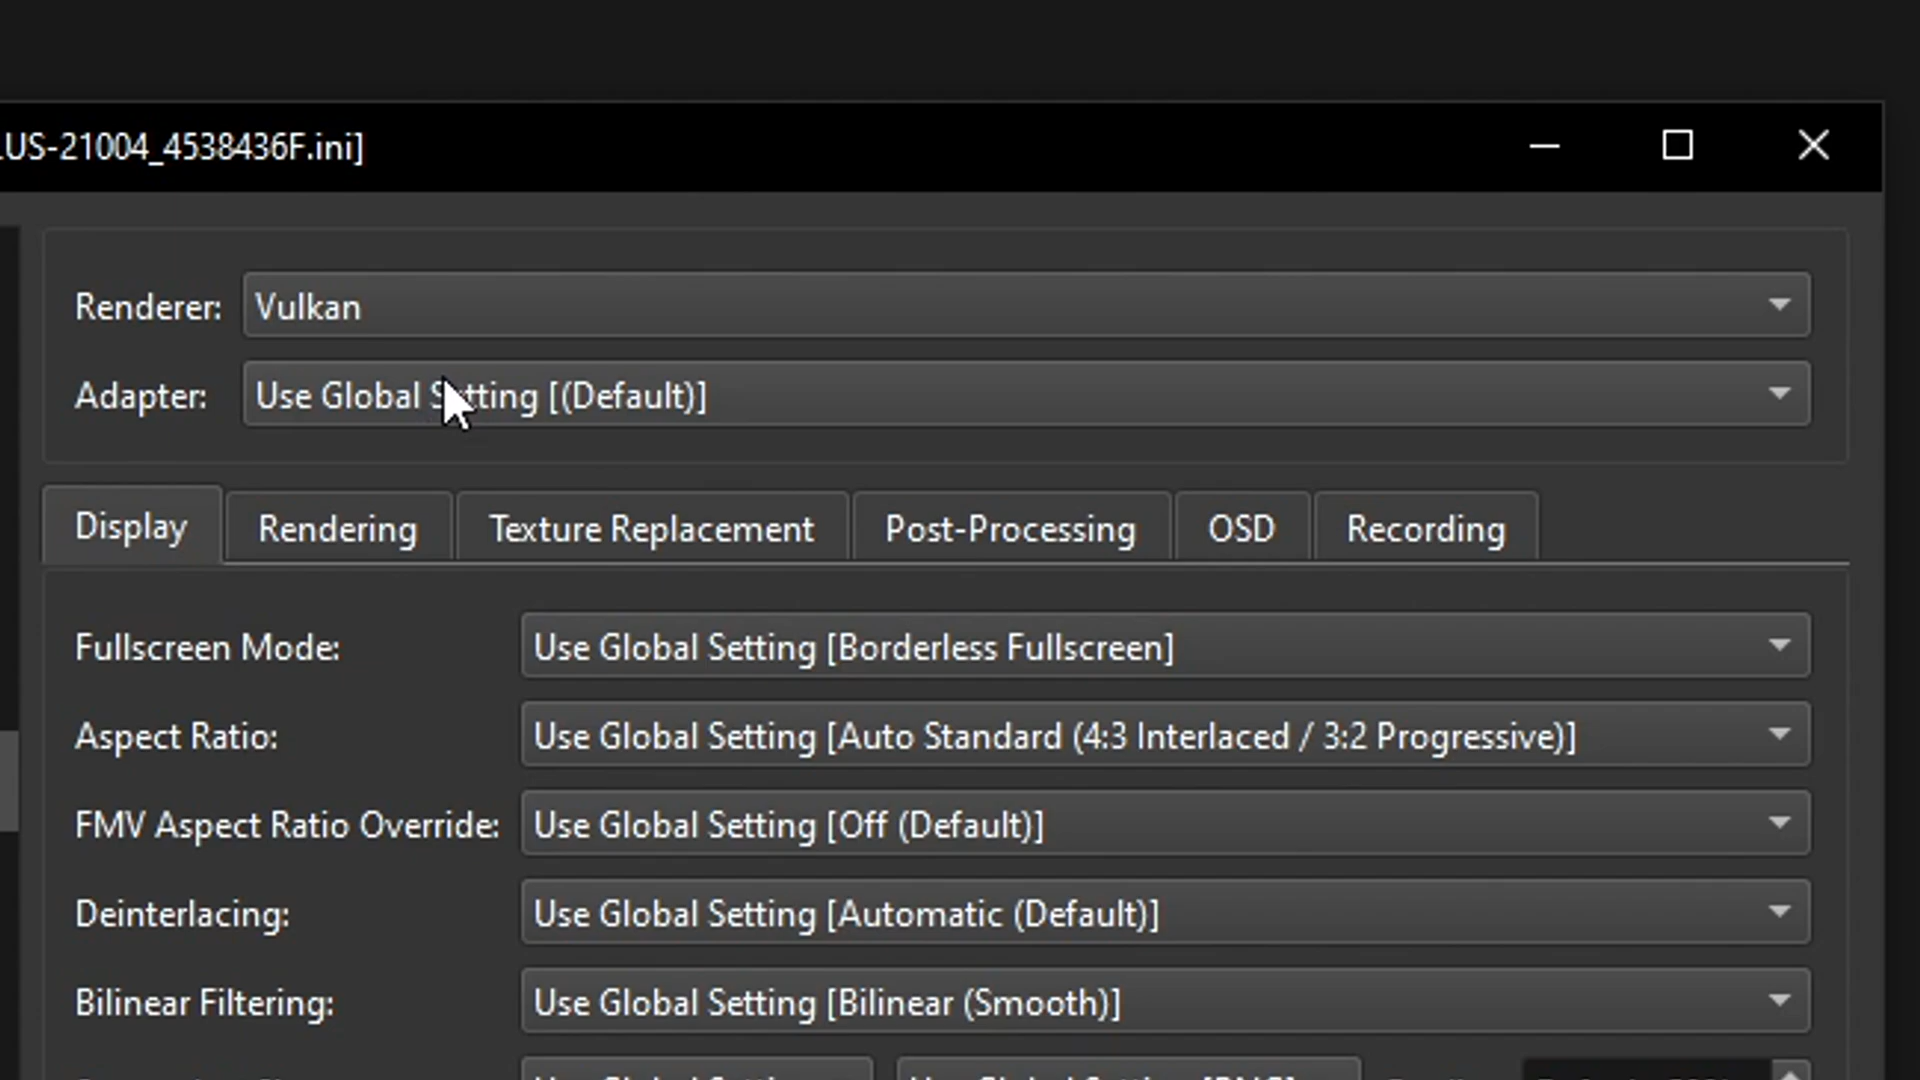 LUS-21004_4538436F.ini]
Renderer: Vulkan
Adapter: Use Global Setting [(Default)]
Display Rendering Texture Replacement Post-Processing OSD Recording
Fullscreen Mode: Use Global Setting [Borderless Fullscreen]
Aspect Ratio: Use Global Setting [Auto Standard (4:3 Interlaced / 3:2 Progressive)]
FMV Aspect Ratio Override: Use Global Setting [Off (Default)]
Deinterlacing: Use Global Setting [Automatic (Default)]
Bilinear Filtering: Use Global Setting [Bilinear (Smooth)]